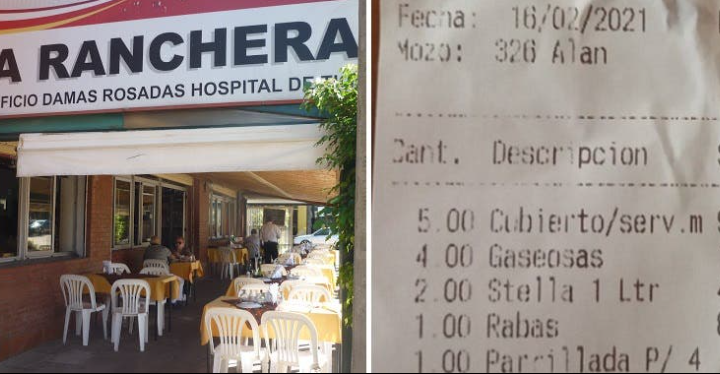 A RANCHERA
FICIO DAMAS ROSADAS HOSPITAL DE
Fecha: 16/02/2021
Mozo: 326 Alan
Cant. Descripcion
5.00 Cubierto/serv.m
4.00 Gaseosas
2.00 Stella 1 Ltr
1.00 Rabas
1.00 Parrillada P/ 4